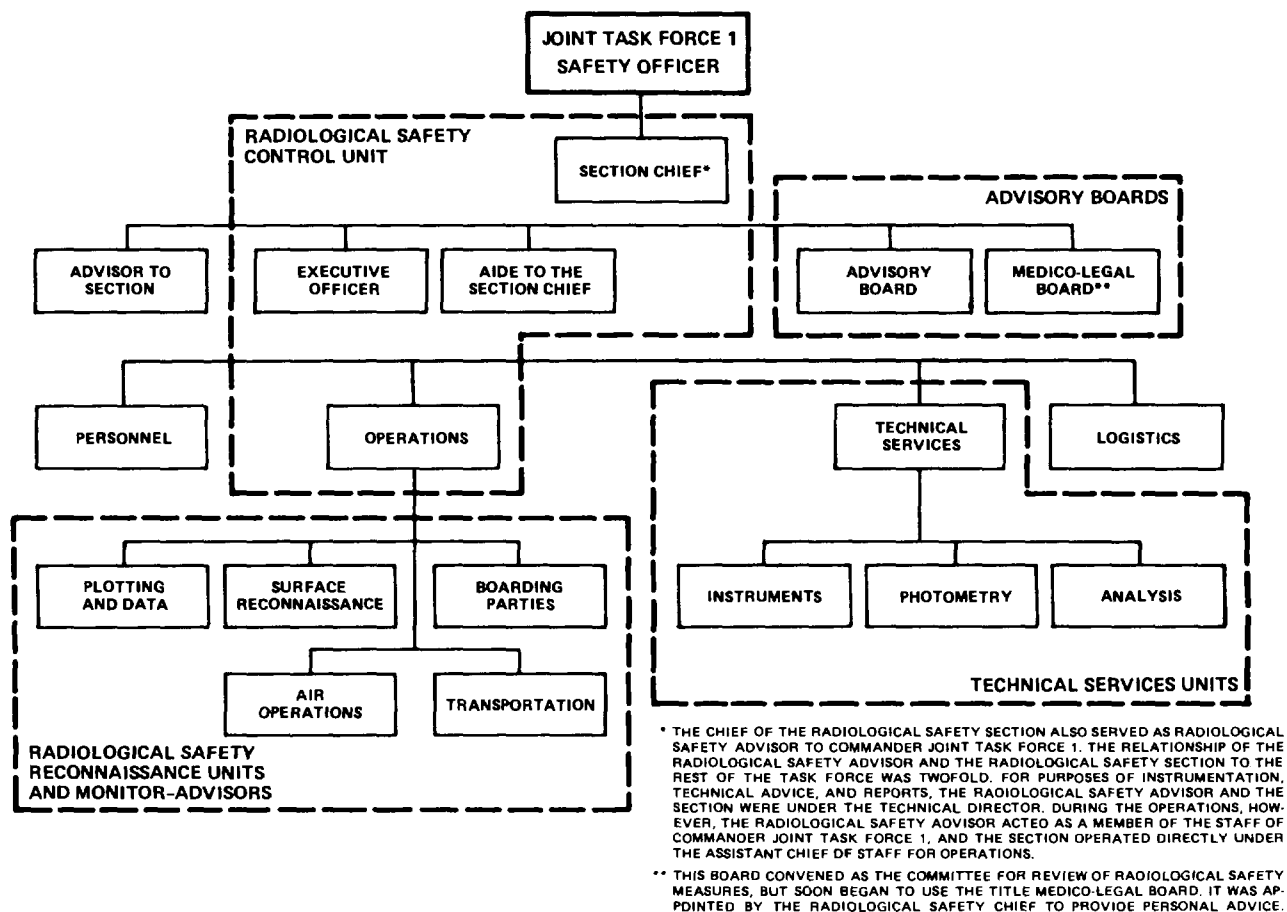 JOINT TASK FORCE 1
SAFETY OFFICER
RADIOLOGICAL SAFETY
CONTROL UNIT
SECTION CHIEF*
ADVISORY BOARDS
ADVISOR TO
SECTION
EXECUTIVE
OFFICER
AIDE TO THE
SECTION CHIEF
ADVISORY
BOARD
MEDICO-LEGAL
BOARD**
PERSONNEL
OPERATIONS
TECHNICAL
SERVICES
LOGISTICS
PLOTTING
AND DATA
SURFACE
RECONNAISSANCE
BOARDING
PARTIES
INSTRUMENTS
PHOTOMETRY
ANALYSIS
AIR
OPERATIONS
TRANSPORTATION
TECHNICAL SERVICES UNITS
RADIOLOGICAL SAFETY
RECONNAISSANCE UNITS
AND MONITOR-ADVISORS
* THE CHIEF OF THE RADIOLOGICAL SAFETY SECTION ALSO SERVED AS RADIOLOGICAL
SAFETY ADVISOR TO COMMANDER JOINT TASK FORCE 1. THE RELATIONSHIP OF THE
RADIOLOGICAL SAFETY ADVISOR AND THE RADIOLOGICAL SAFETY SECTION TO THE
REST OF THE TASK FORCE WAS TWOFOLD. FOR PURPOSES OF INSTRUMENTATION,
TECHNICAL ADVICE, AND REPORTS, THE RADIOLOGICAL SAFETY ADVISOR AND THE
SECTION WERE UNDER THE TECHNICAL DIRECTOR. DURING THE OPERATIONS, HOW-
EVER, THE RADIOLOGICAL SAFETY ADVISOR ACTED AS A MEMBER OF THE STAFF OF
COMMANDER JOINT TASK FORCE 1, AND THE SECTION OPERATED DIRECTLY UNDER
THE ASSISTANT CHIEF OF STAFF FOR OPERATIONS.
** THIS BOARD CONVENED AS THE COMMITTEE FOR REVIEW OF RADIOLOGICAL SAFETY
MEASURES, BUT SOON BEGAN TO USE THE TITLE MEDICO-LEGAL BOARD. IT WAS AP-
POINTED BY THE RADIOLOGICAL SAFETY CHIEF TO PROVIDE PERSONAL ADVICE.